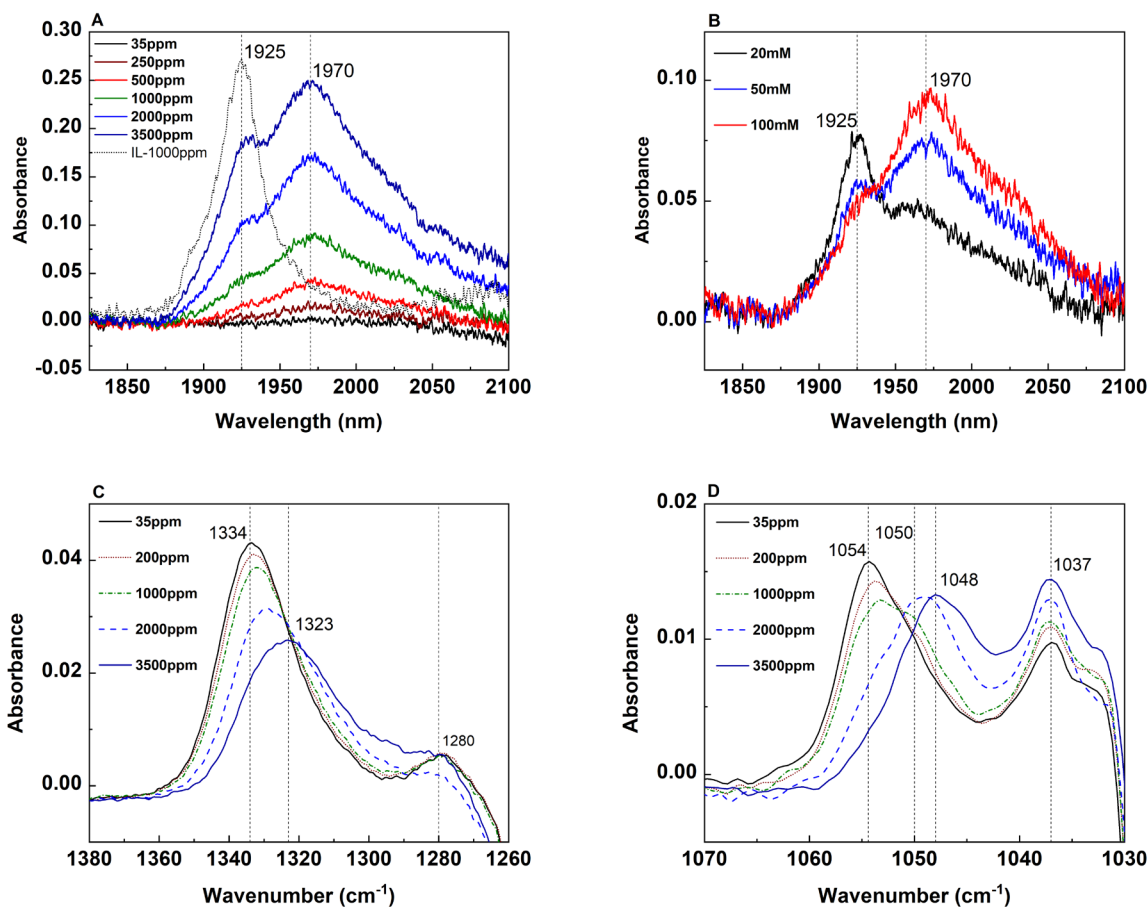 A
35ppm
250ppm
500ppm
1000ppm
2000ppm
3500ppm
IL-1000ppm
1925
1970
0.30
0.25
0.20
0.15
0.10
0.05
0.00
-0.05
Absorbance
1850 1900 1950 2000 2050 2100
Wavelength (nm)
B
20mM
50mM
100mM
1925
1970
0.10
0.05
0.00
Absorbance
1850 1900 1950 2000 2050 2100
Wavelength (nm)
C
35ppm
200ppm
1000ppm
2000ppm
3500ppm
1334
1323
1280
0.04
0.02
0.00
Absorbance
1380 1360 1340 1320 1300 1280 1260
Wavenumber (cm-1)
D
35ppm
200ppm
1000ppm
2000ppm
3500ppm
1054
1050
1048
1037
0.02
0.01
0.00
Absorbance
1070 1060 1050 1040 1030
Wavenumber (cm-1)